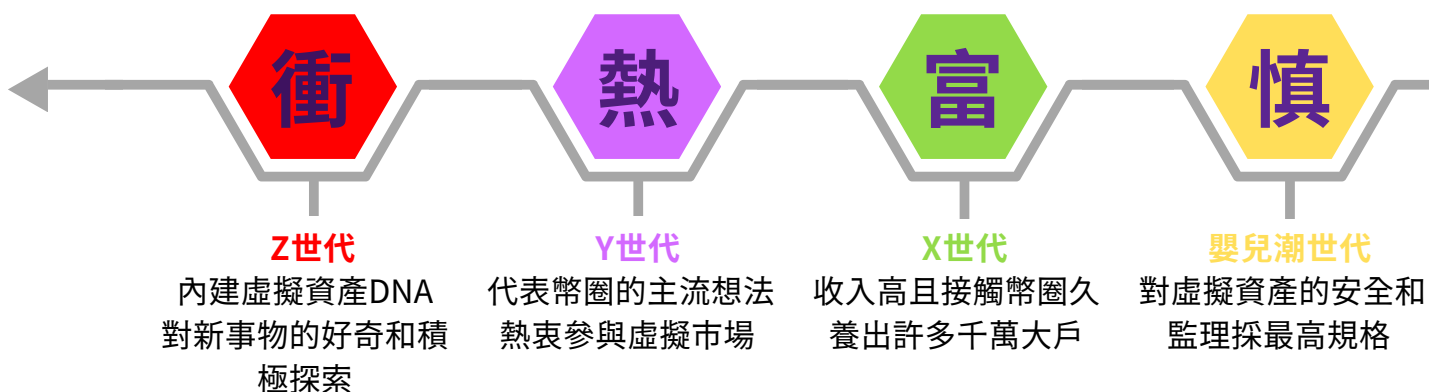 衝
Z世代
內建虛擬資產DNA
對新事物的好奇和積
極探索
熱
Y世代
代表幣圈的主流想法
熱衷參與虛擬市場
富
X世代
收入高且接觸幣圈久
養出許多千萬大戶
慎
嬰兒潮世代
對虛擬資產的安全和
監理採最高規格